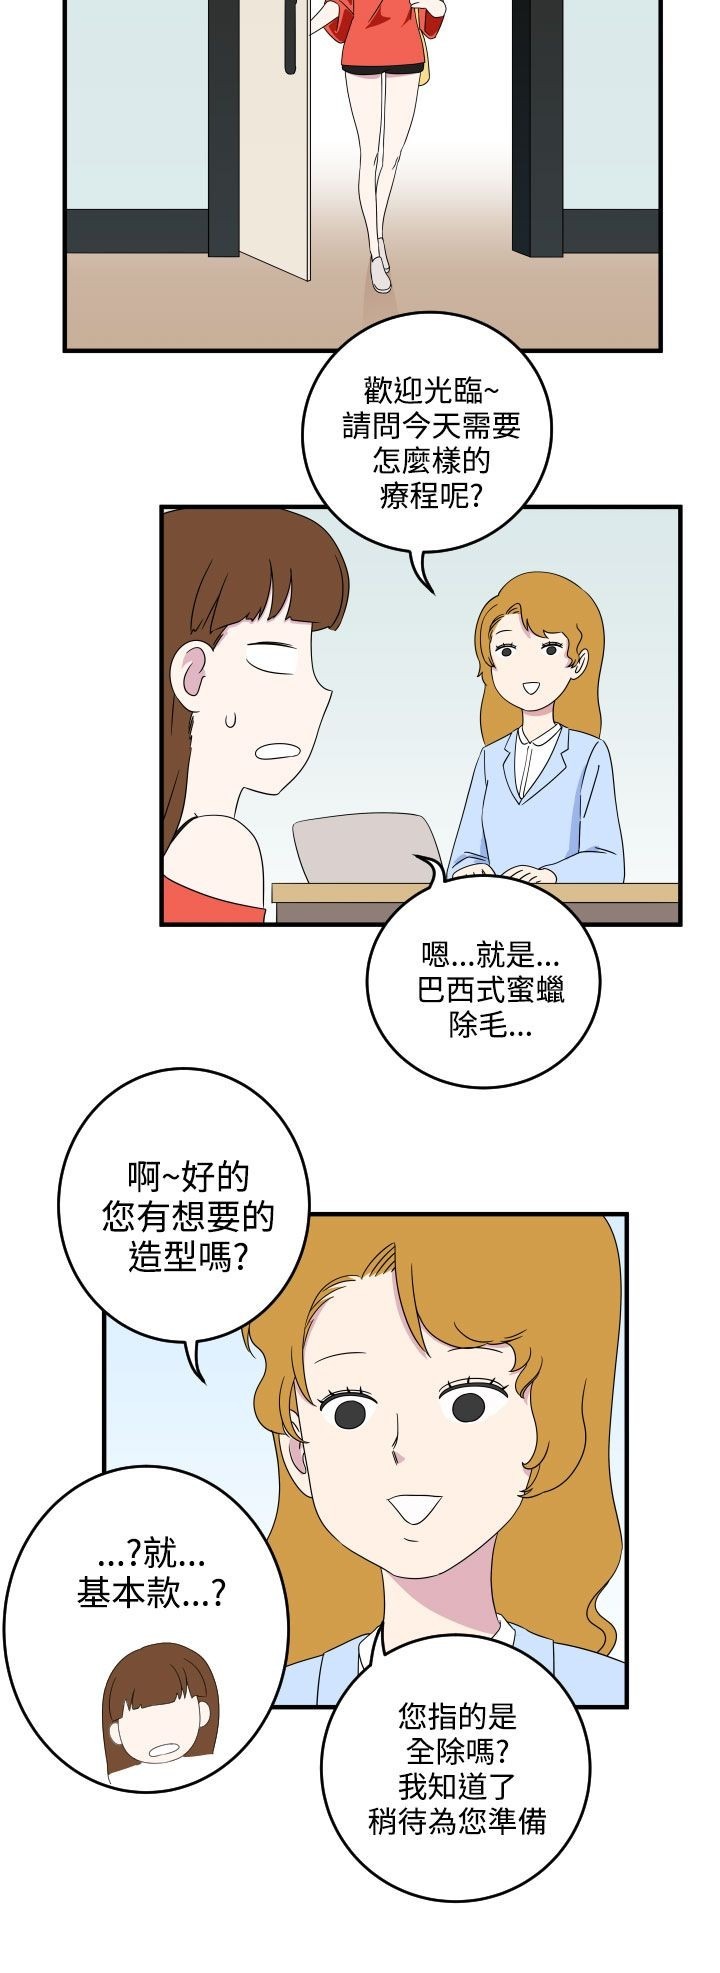 歡迎光臨~
請問今天需要
怎麼樣的
療程呢?
嗯...就是...
巴西式蜜蠟
除毛...
啊~好的
您有想要的
造型嗎?
...?就...
基本款...?
您指的是
全除嗎?
我知道了
稍待為您準備